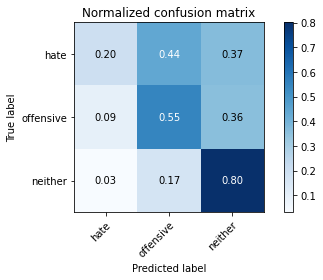 Normalized confusion matrix
True label
hate 0.20 0.44 0.37
offensive 0.09 0.55 0.36
neither 0.03 0.17 0.80
hate offensive neither
Predicted label
0.8
0.7
0.6
0.5
0.4
0.3
0.2
0.1